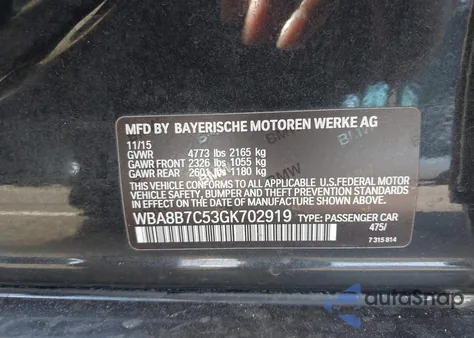 MFD BY BAYERISCHE MOTOREN WERKE AG
11/15
GVWR 4773 lbs 2165 kg
GAWR FRONT 2326 lbs 1055 kg
GAWR REAR 2601 lbs 1180 kg
THIS VEHICLE CONFORMS TO ALL APPLICABLE
U.S.FEDERAL MOTOR
VEHICLE SAFETY, BUMPER, AND THEFT PREVENTION STANDARDS
IN EFFECT ON THE DATE OF MANUFACTURE SHOWN ABOVE.
WBA8B7C53GK702919 TYPE: PASSENGER CAR
475/
7 315 814
autoSnap